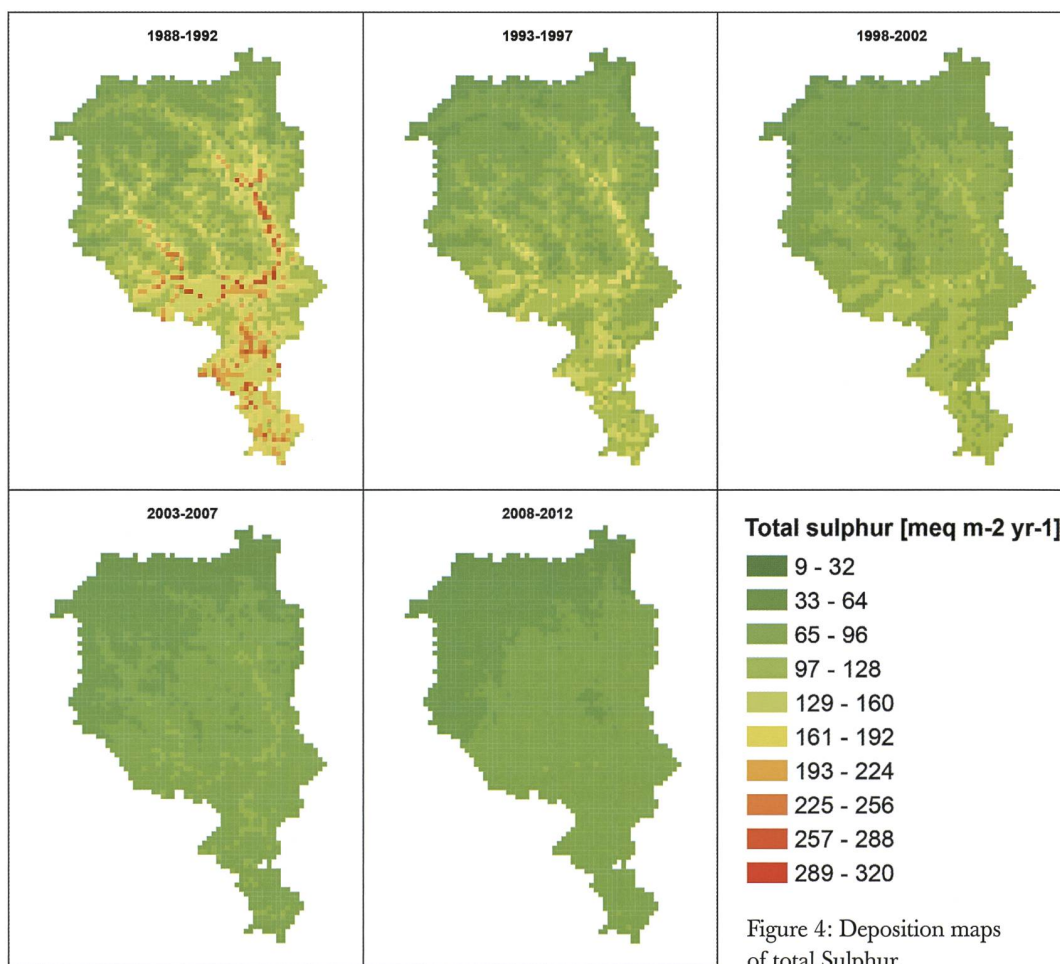 1988-1992
1993-1997
1998-2002
2003-2007
2008-2012
Total sulphur [meq m-2 yr-1]
9 - 32
33 - 64
65 - 96
97 - 128
129 - 160
161 - 192
193 - 224
225 - 256
257 - 288
289 - 320
Figure 4: Deposition maps
of total Sulphur